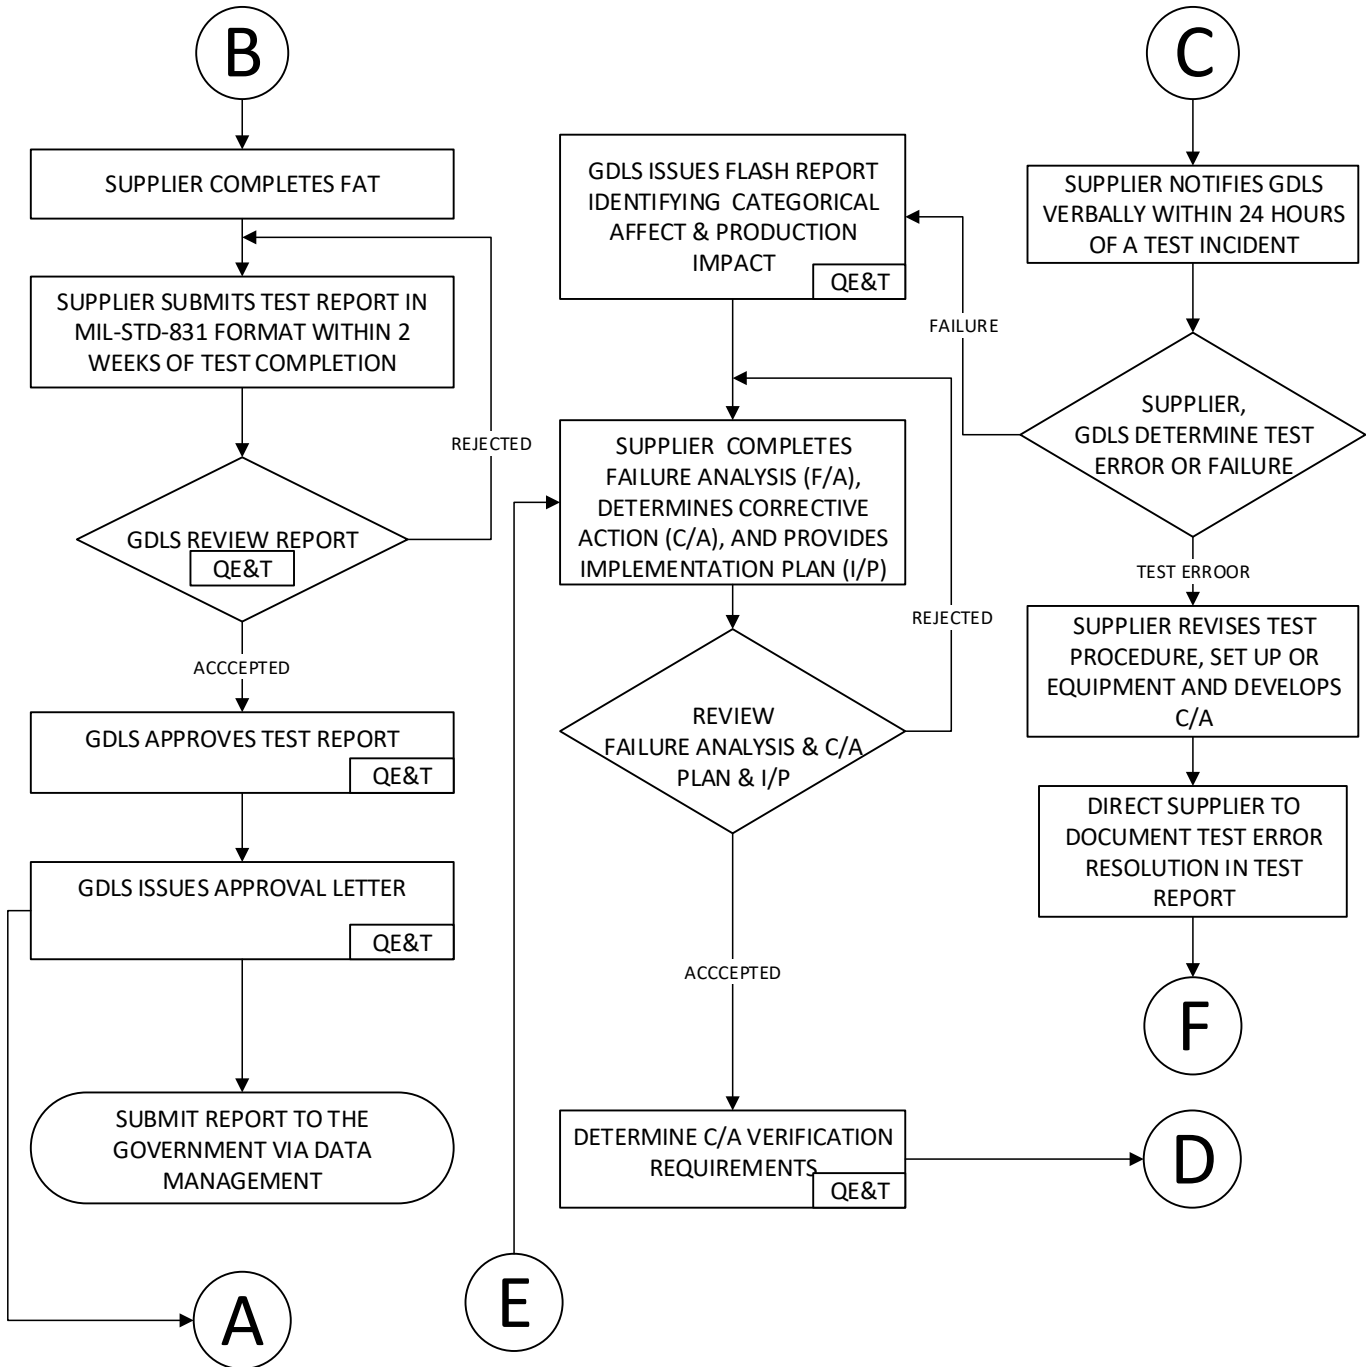 B
SUPPLIER COMPLETES FAT
SUPPLIER SUBMITS TEST REPORT IN
MIL-STD-831 FORMAT WITHIN 2
WEEKS OF TEST COMPLETION
REJECTED
GDLS REVIEW REPORT
QE&T
ACCCEPTED
GDLS APPROVES TEST REPORT
QE&T
GDLS ISSUES APPROVAL LETTER
QE&T
SUBMIT REPORT TO THE
GOVERNMENT VIA DATA
MANAGEMENT
A
GDLS ISSUES FLASH REPORT
IDENTIFYING CATEGORICAL
AFFECT & PRODUCTION
IMPACT
QE&T
SUPPLIER COMPLETES
FAILURE ANALYSIS (F/A),
DETERMINES CORRECTIVE
ACTION (C/A), AND PROVIDES
IMPLEMENTATION PLAN (I/P)
REJECTED
REVIEW
FAILURE ANALYSIS & C/A
PLAN & I/P
ACCCEPTED
DETERMINE C/A VERIFICATION
REQUIREMENTS
QE&T
E
C
SUPPLIER NOTIFIES GDLS
VERBALLY WITHIN 24 HOURS
OF A TEST INCIDENT
FAILURE
SUPPLIER,
GDLS DETERMINE TEST
ERROR OR FAILURE
TEST ERROOR
SUPPLIER REVISES TEST
PROCEDURE, SET UP OR
EQUIPMENT AND DEVELOPS
C/A
DIRECT SUPPLIER TO
DOCUMENT TEST ERROR
RESOLUTION IN TEST
REPORT
F
D